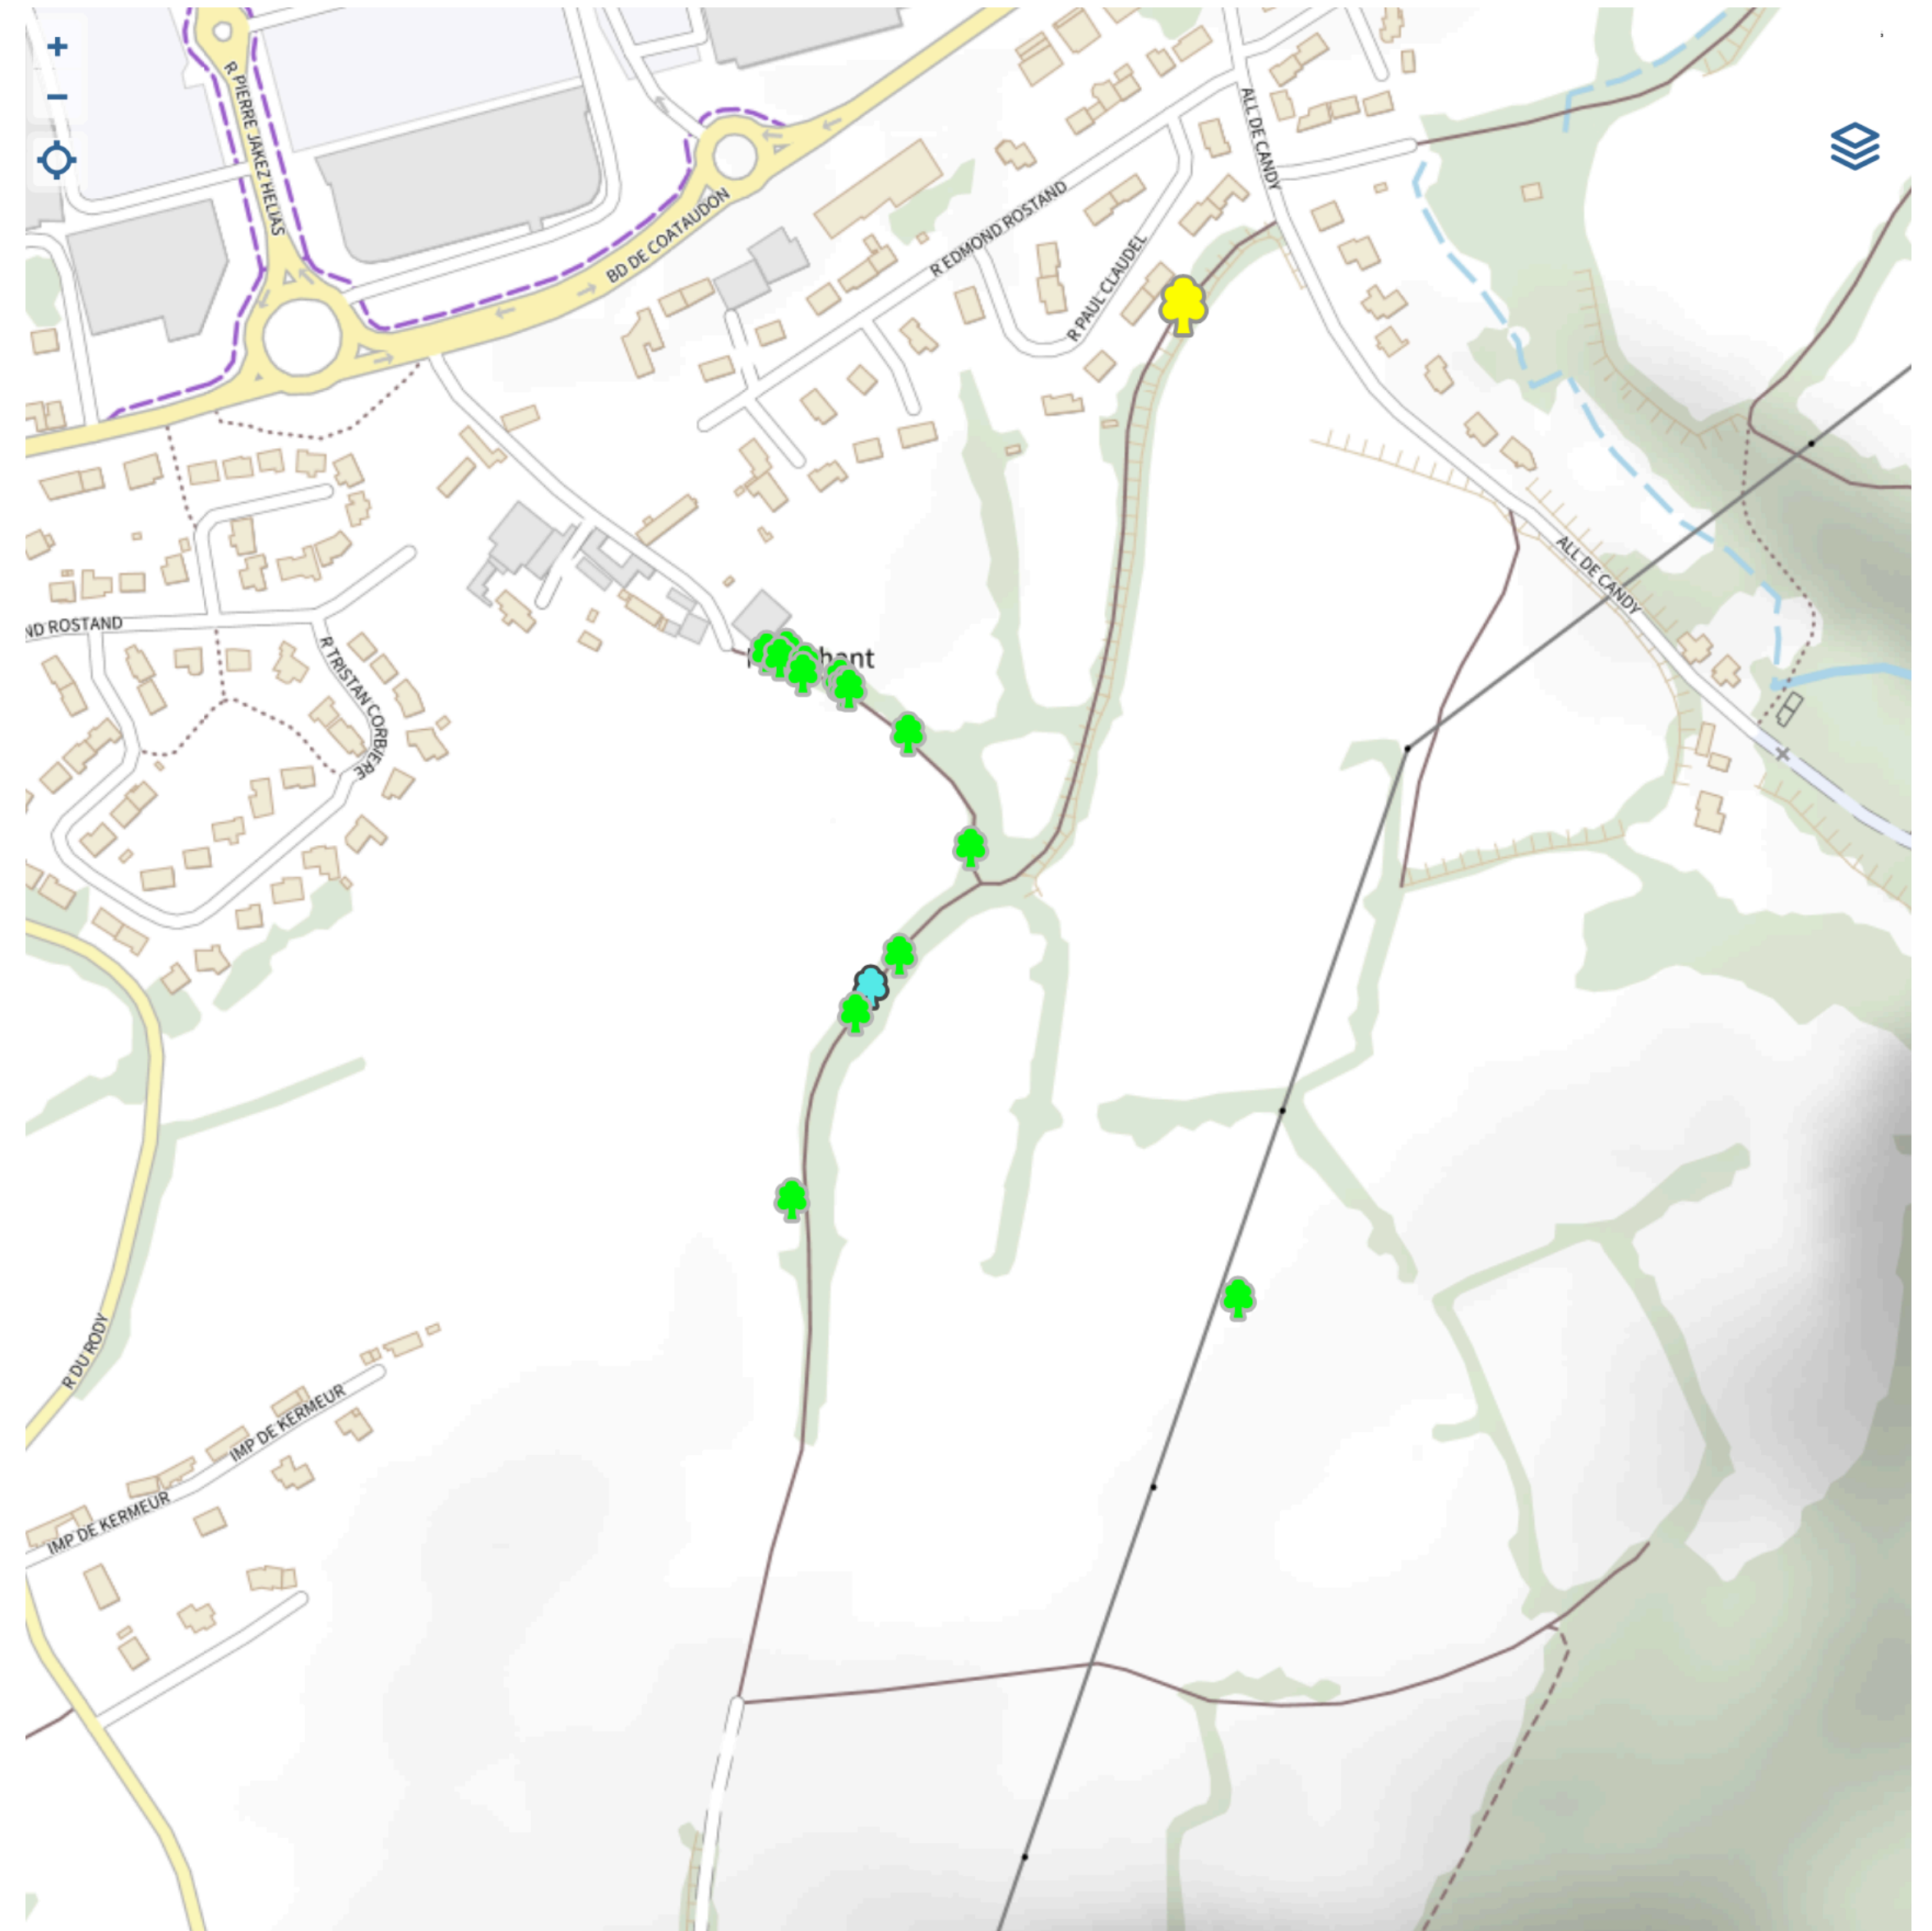 R PIERRE JAKEZ HELIAS
ALL DE CANDY
BD DE COATAUDON
R EDMOND ROSTAND
R PAUL CLAUDEL
ALL DE CANDY
ND ROSTAND
R TRISTAN CORBIERE
R DU RODY
IMP DE KERMEUR
IMP DE KERMEUR